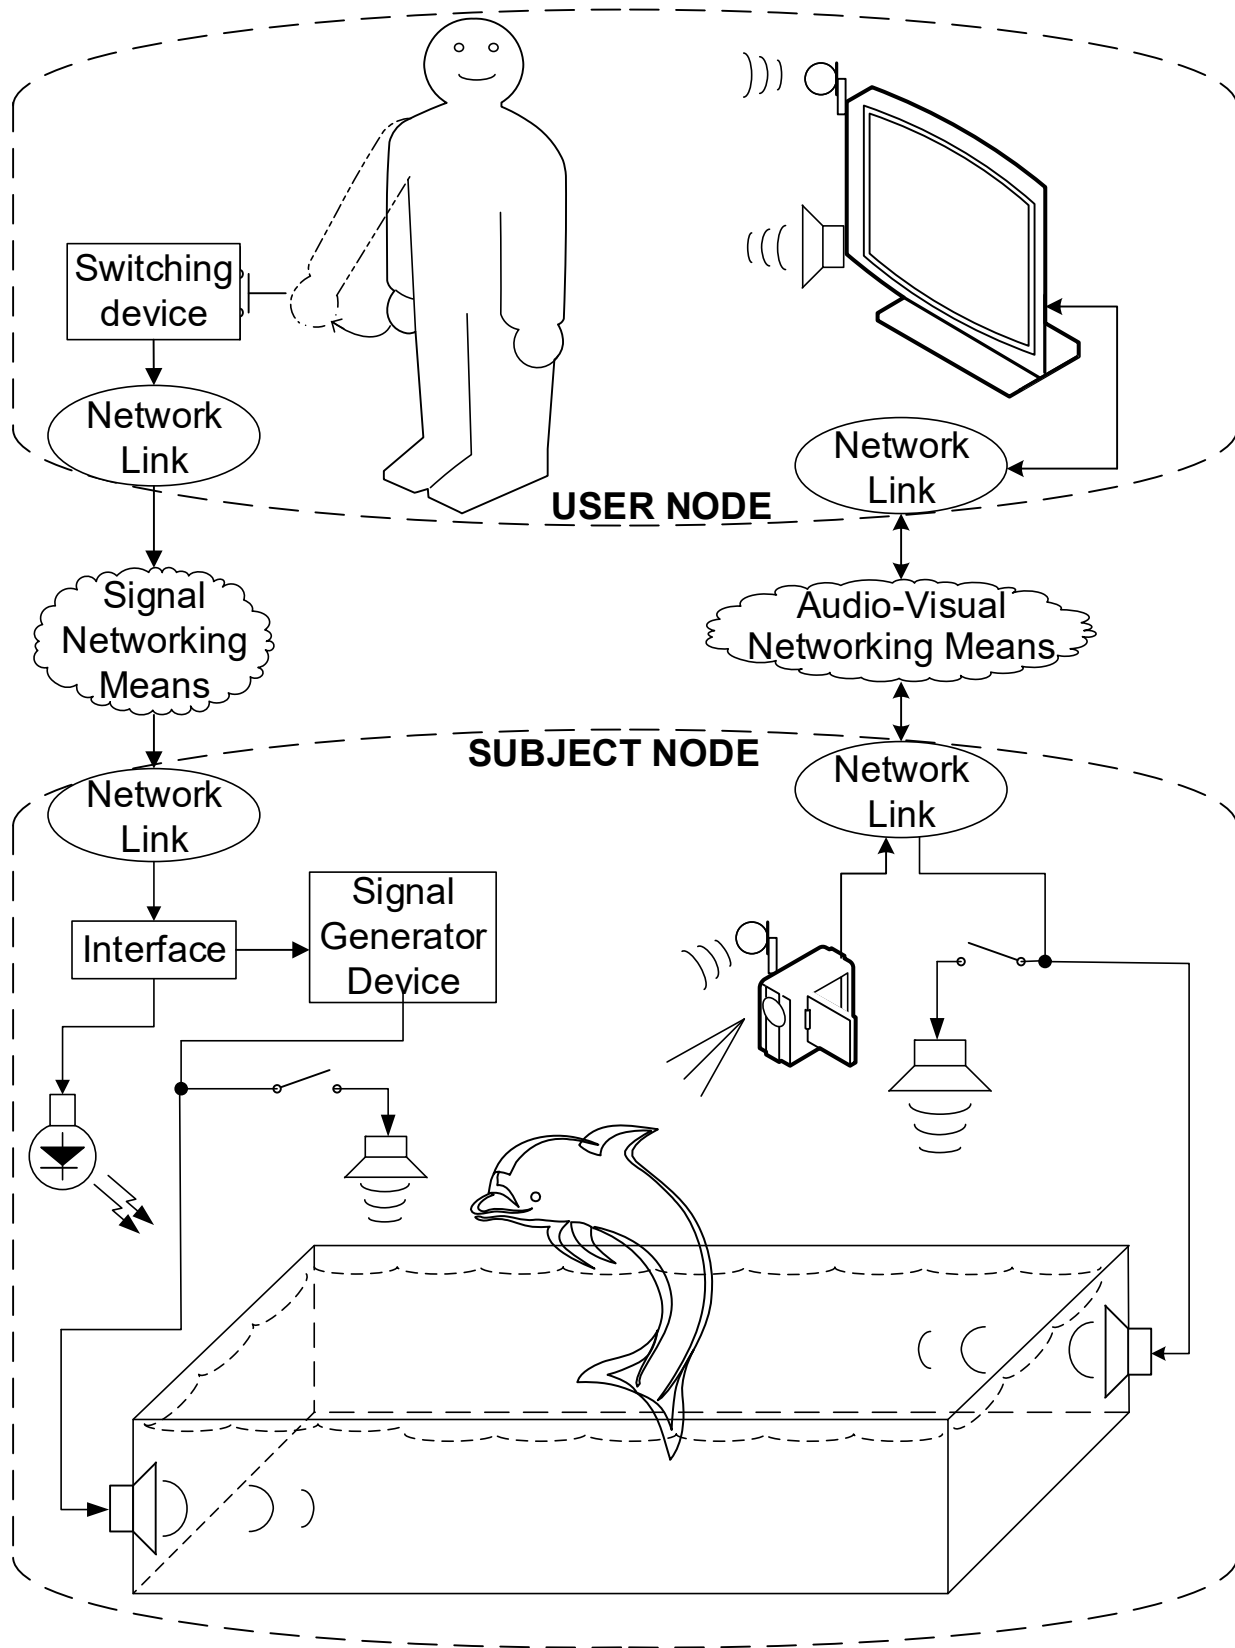 Switching
device
Network
Link
Network
Link
USER NODE
Signal
Networking
Means
Audio-Visual
Networking Means
SUBJECT NODE
Network
Link
Network
Link
Interface
Signal
Generator
Device